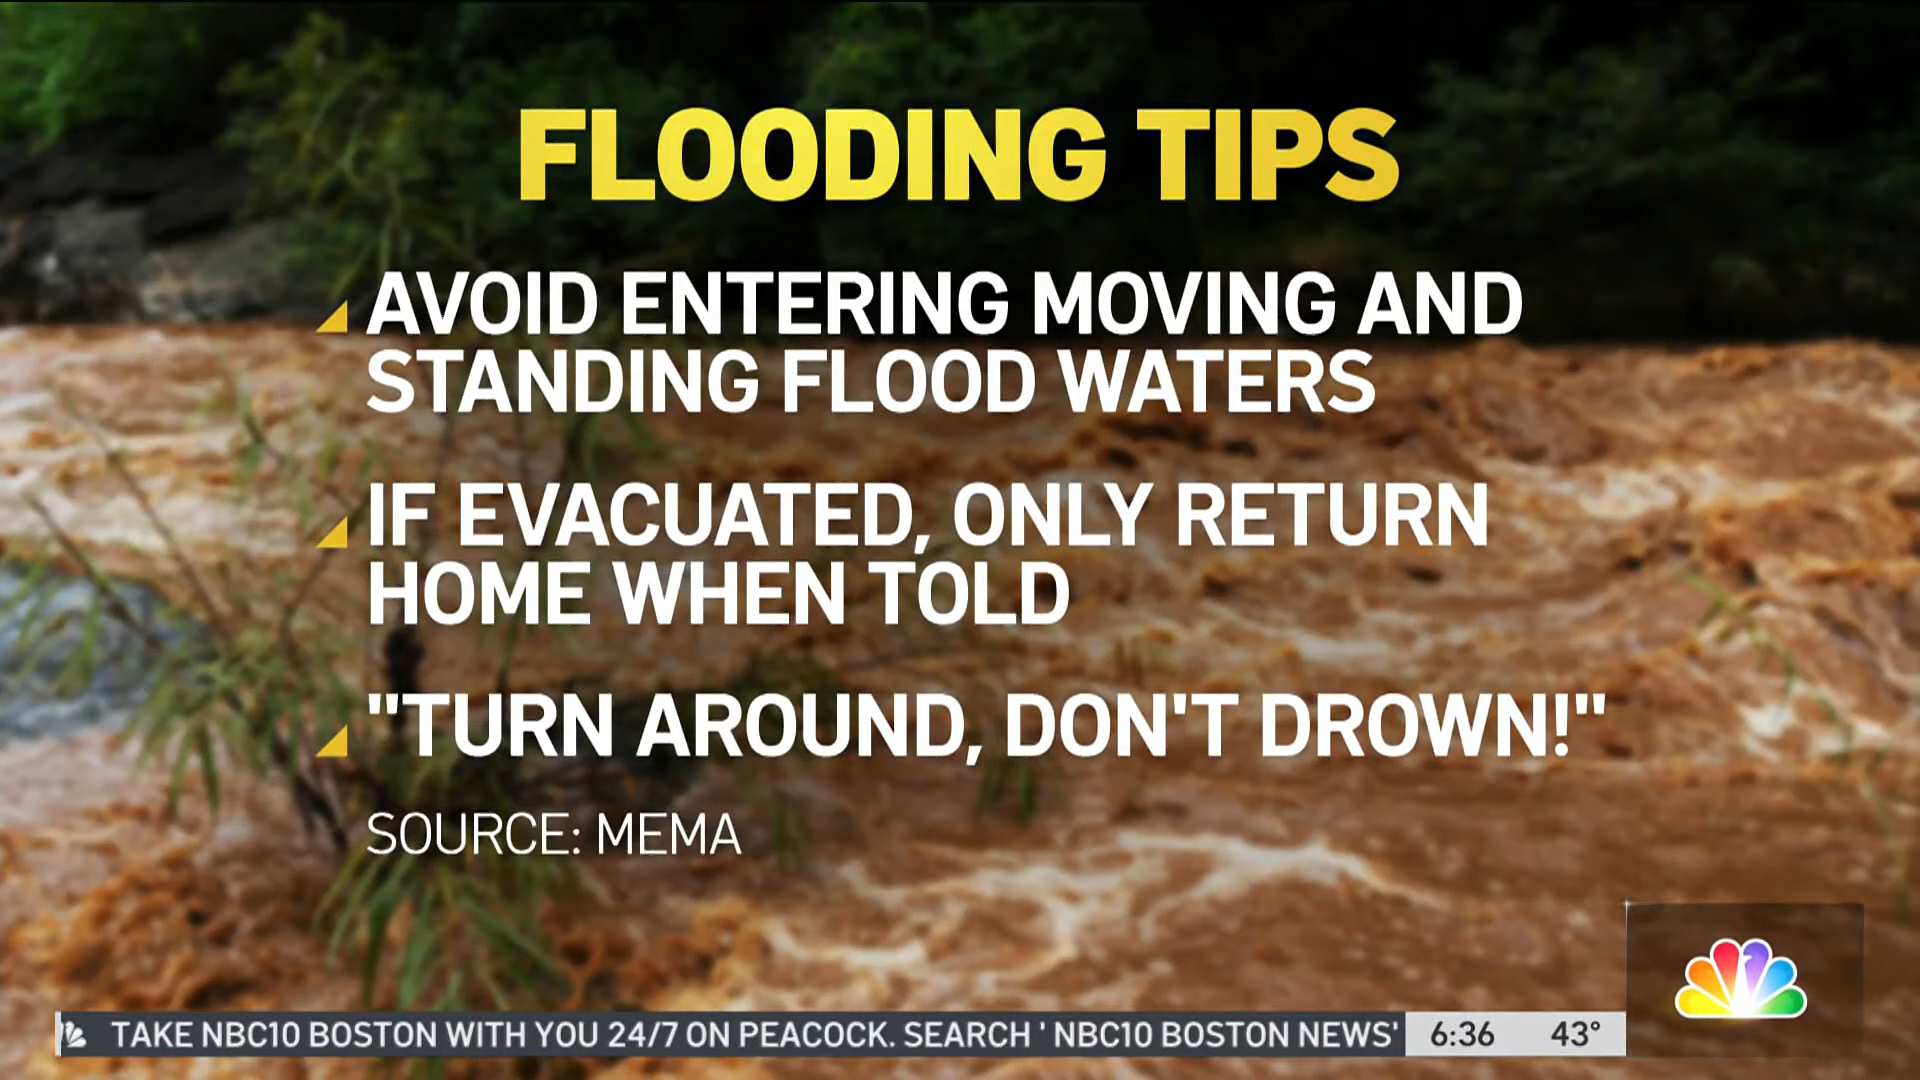 FLOODING TIPS
AVOID ENTERING MOVING AND
STANDING FLOOD WATERS
IF EVACUATED, ONLY RETURN
HOME WHEN TOLD
"TURN AROUND, DON'T DROWN!"
SOURCE: MEMA
TAKE NBC10 BOSTON WITH YOU 24/7 ON PEACOCK. SEARCH ' NBC10 BOSTON NEWS' 6:36 43°